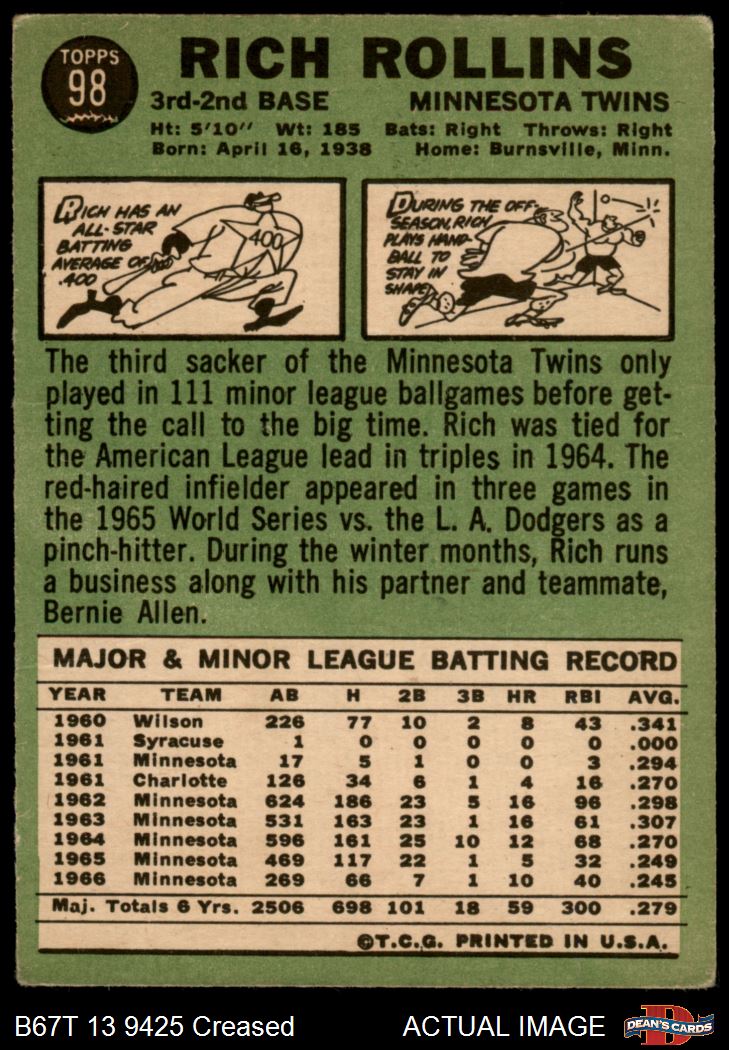 TOPPS
98
RICH ROLLINS
3rd-2nd BASE MINNESOTA TWINS
Ht: 5'10" Wt: 185 Bats: Right Throws: Right
Born: April 16, 1938 Home: Burnsville, Minn.
RICH HAS AN
ALL-STAR
BATTING
AVERAGE OF
.400
400
DURING THE OFF-
SEASON, RICH
PLAYS HAND-
BALL TO
STAY IN
SHAPE
The third sacker of the Minnesota Twins only
played in 111 minor league ballgames before get-
ting the call to the big time. Rich was tied for
the American League lead in triples in 1964. The
red-haired infielder appeared in three games in
the 1965 World Series vs. the L. A. Dodgers as a
pinch-hitter. During the winter months, Rich runs
a business along with his partner and teammate,
Bernie Allen.
MAJOR & MINOR LEAGUE BATTING RECORD
YEAR TEAM AB H 2B 3B HR RBI AVG.
1960 Wilson 226 77 10 2 8 43 .341
1961 Syracuse 1 0 0 0 0 0 .000
1961 Minnesota 17 5 1 0 0 3 .294
1961 Charlotte 126 34 6 1 4 16 .270
1962 Minnesota 624 186 23 5 16 96 .298
1963 Minnesota 531 163 23 1 16 61 .307
1964 Minnesota 596 161 25 10 12 68 .270
1965 Minnesota 469 117 22 1 5 32 .249
1966 Minnesota 269 66 7 1 10 40 .245
Maj. Totals 6 Yrs. 2506 698 101 18 59 300 .279
©T.C.G. PRINTED IN U.S.A.
B67T 13 9425 Creased ACTUAL IMAGE
DEAN'S CARDS